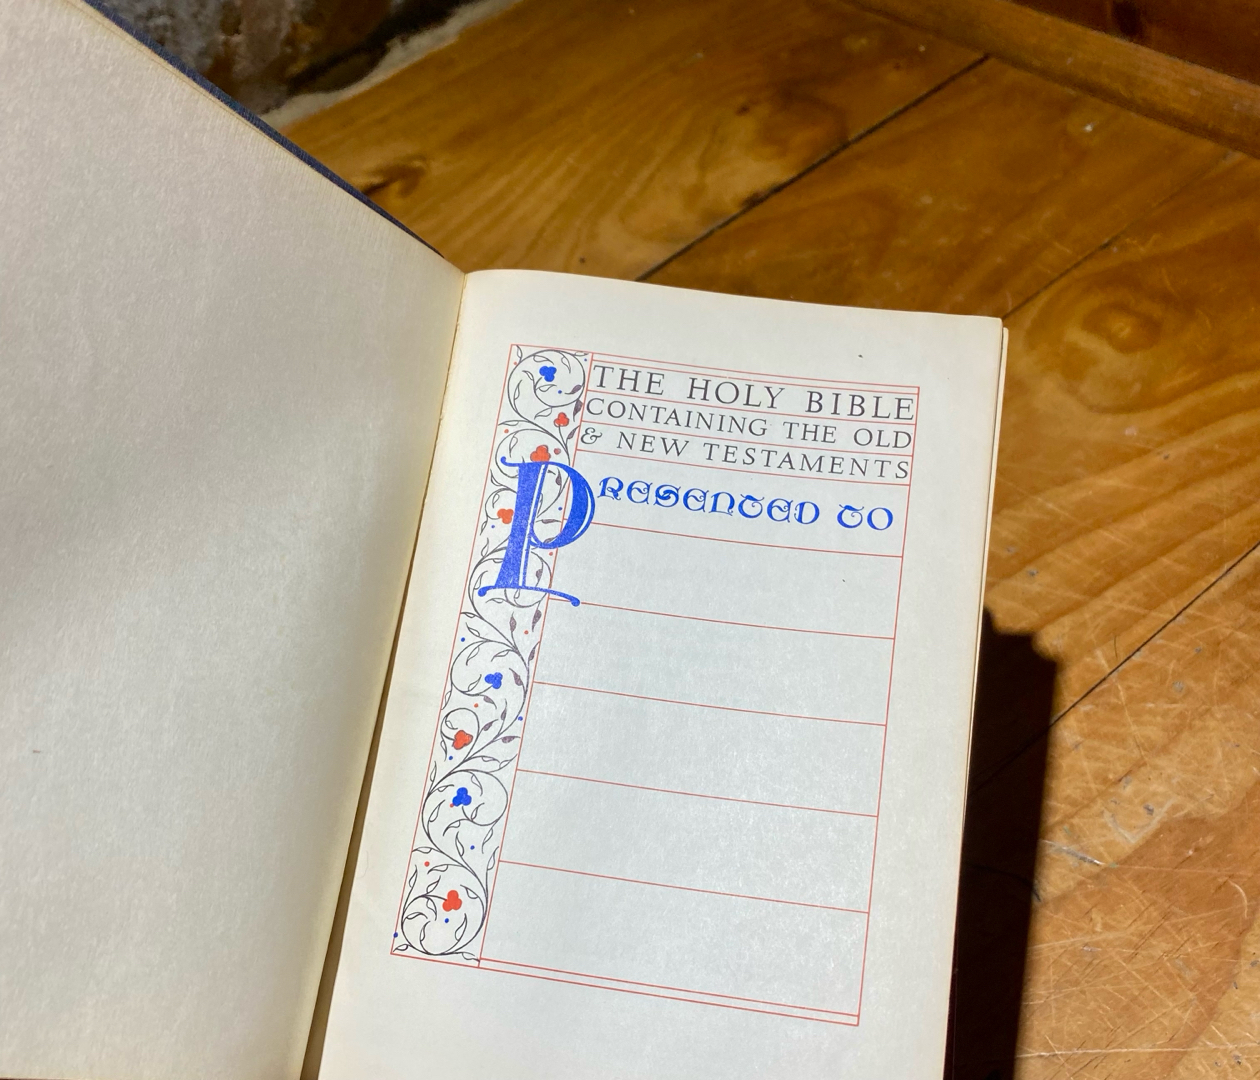 THE HOLY BIBLE
CONTAINING THE OLD
& NEW TESTAMENTS
PRESENTED TO